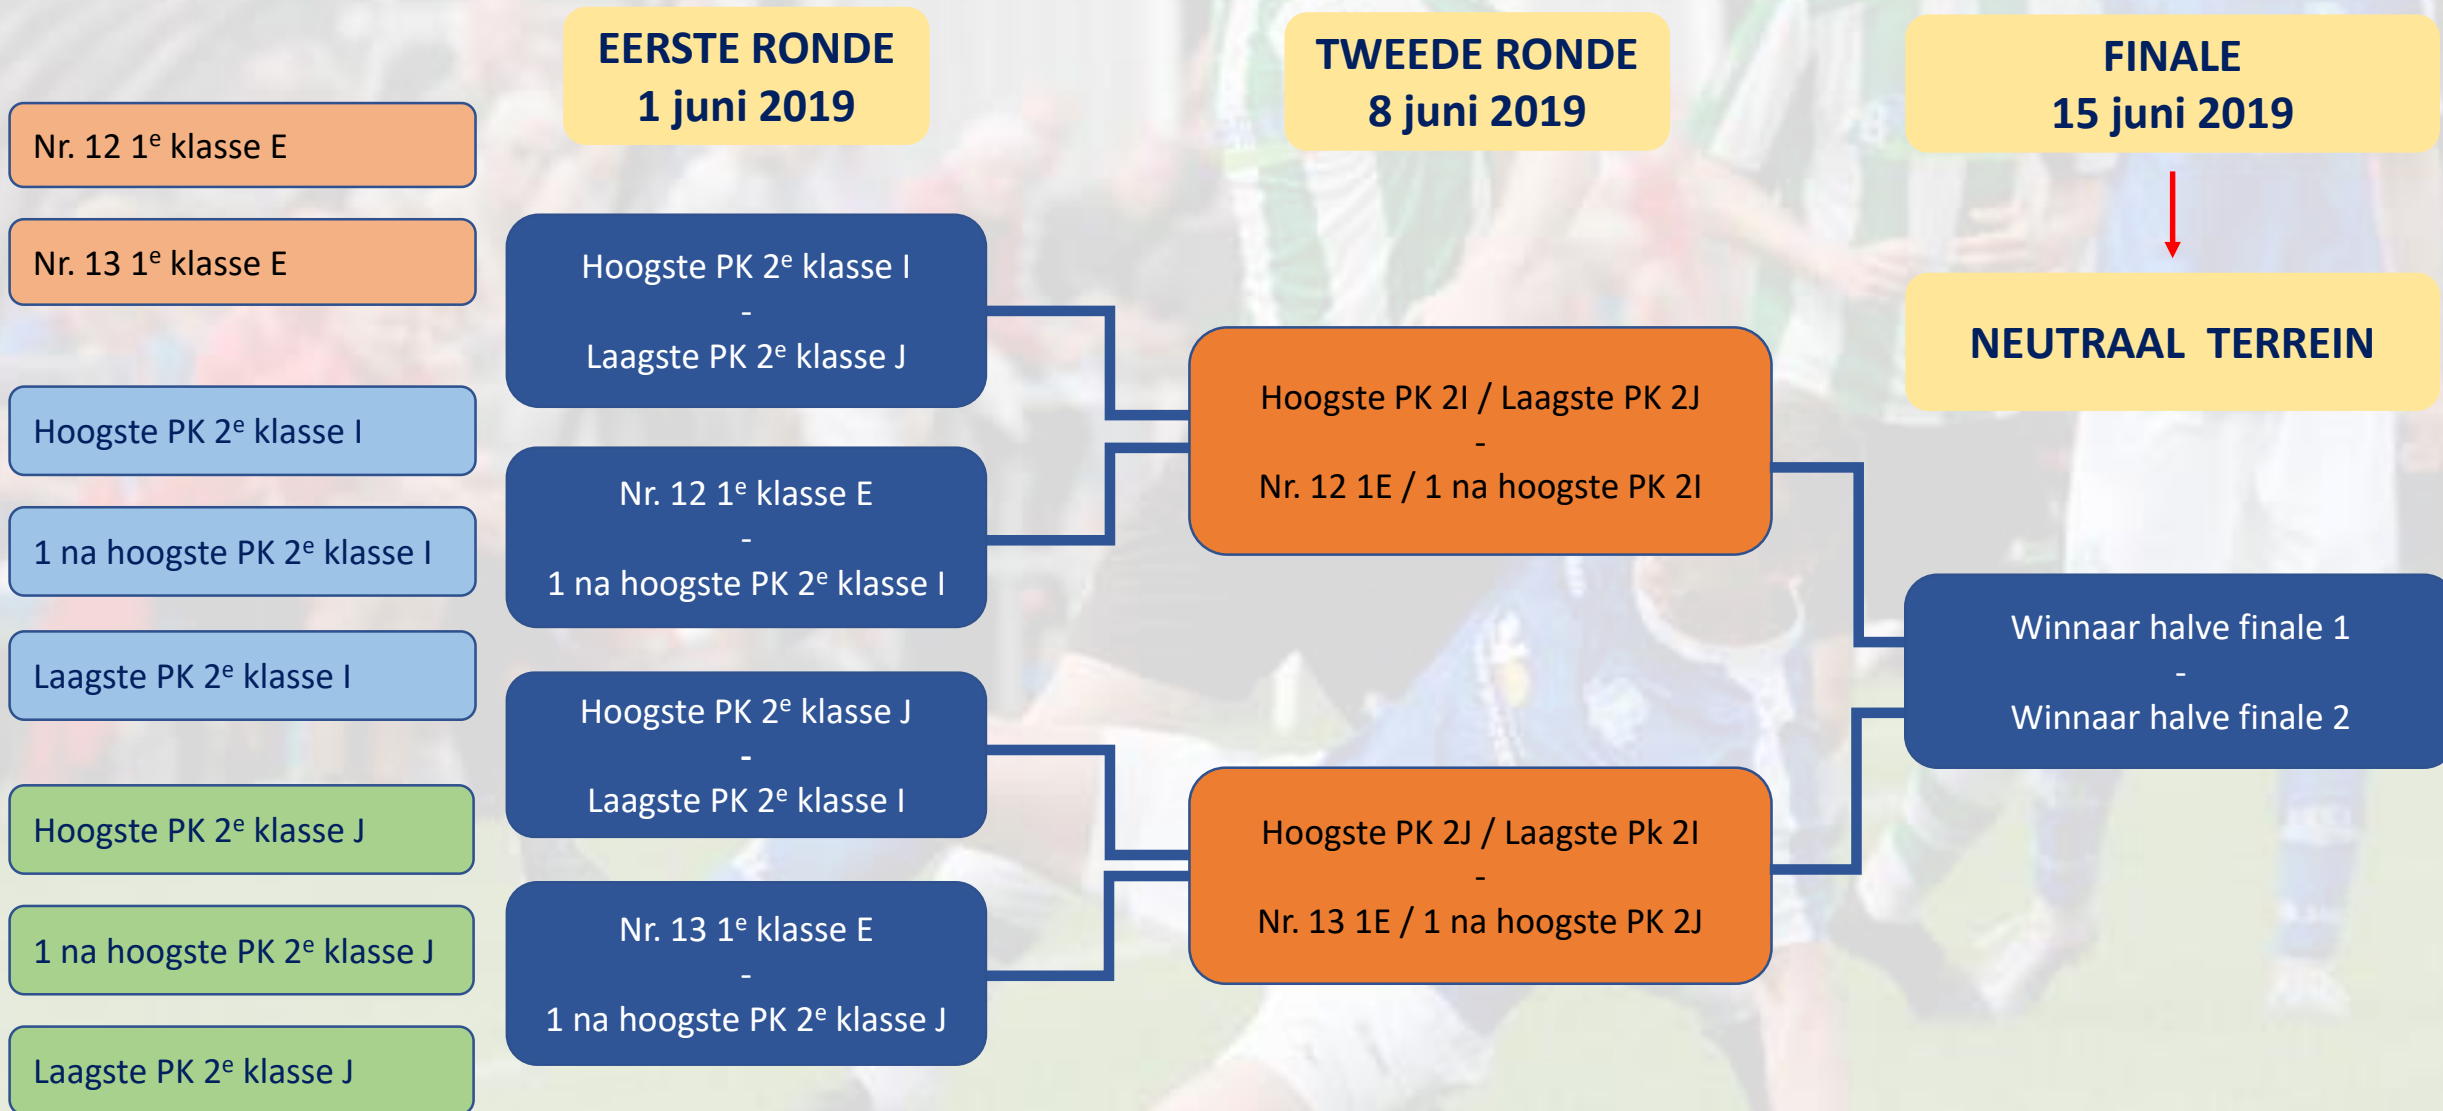 EERSTE RONDE
1 juni 2019
TWEEDE RONDE
8 juni 2019
FINALE
15 juni 2019
NEUTRAAL TERREIN
Nr. 12 1e klasse E
Nr. 13 1e klasse E
Hoogste PK 2e klasse I
1 na hoogste PK 2e klasse I
Laagste PK 2e klasse I
Hoogste PK 2e klasse J
1 na hoogste PK 2e klasse J
Laagste PK 2e klasse J
Hoogste PK 2e klasse I
-
Laagste PK 2e klasse J
Nr. 12 1e klasse E
-
1 na hoogste PK 2e klasse I
Hoogste PK 2e klasse J
-
Laagste PK 2e klasse I
Nr. 13 1e klasse E
-
1 na hoogste PK 2e klasse J
Hoogste PK 2I / Laagste PK 2J
-
Nr. 12 1E / 1 na hoogste PK 2I
Hoogste PK 2J / Laagste Pk 2I
-
Nr. 13 1E / 1 na hoogste PK 2J
Winnaar halve finale 1
-
Winnaar halve finale 2